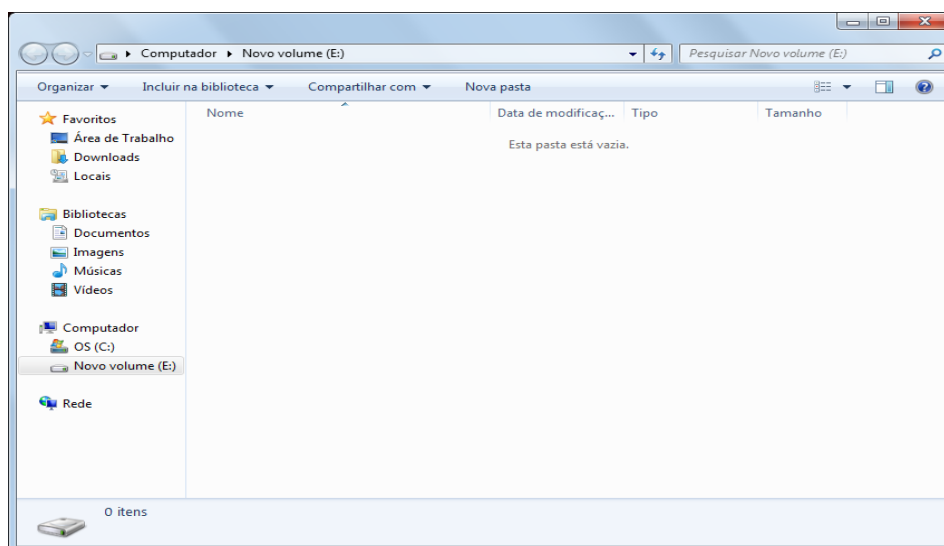 Computador Novo volume (E:) Pesquisar Novo volume (E:)
Organizar Incluir na biblioteca Compartilhar com Nova pasta
Nome Data de modificaç... Tipo Tamanho
Esta pasta está vazia.
Favoritos
Área de Trabalho
Downloads
Locais
Bibliotecas
Documentos
Imagens
Músicas
Vídeos
Computador
OS (C:)
Novo volume (E:)
Rede
0 itens